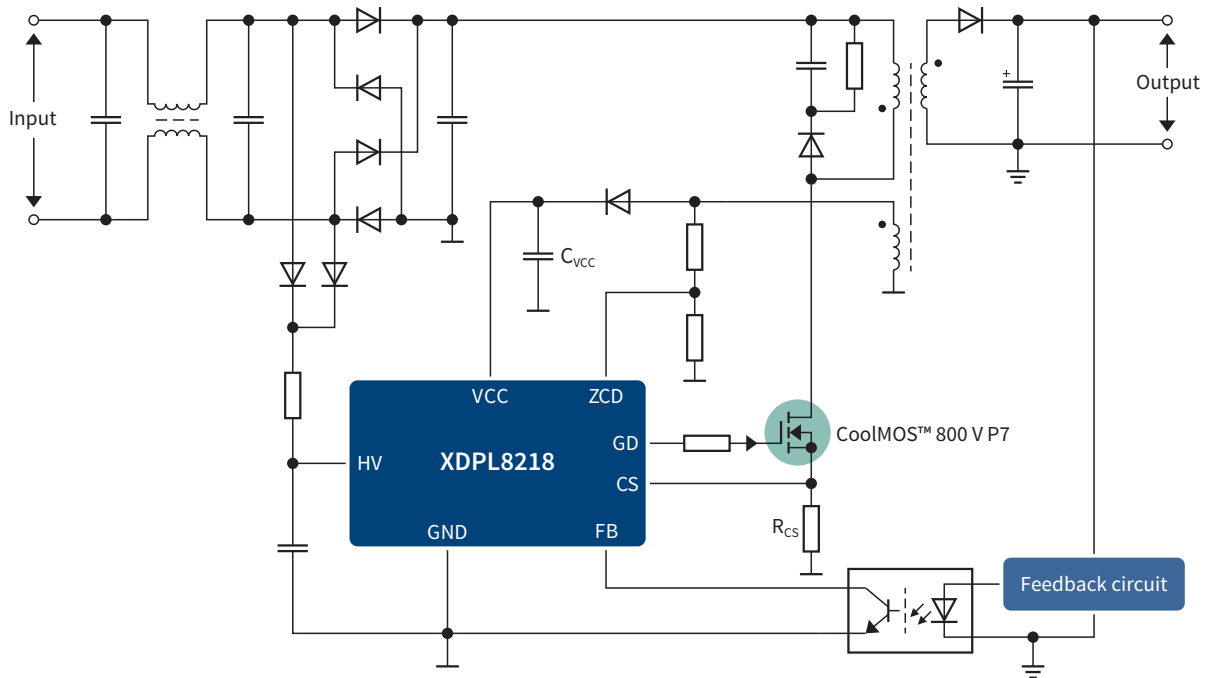 Input
Output
+
C_VCC
VCC
ZCD
GD
CoolMOS™ 800 V P7
HV
XDPL8218
CS
GND
FB
R_CS
Feedback circuit